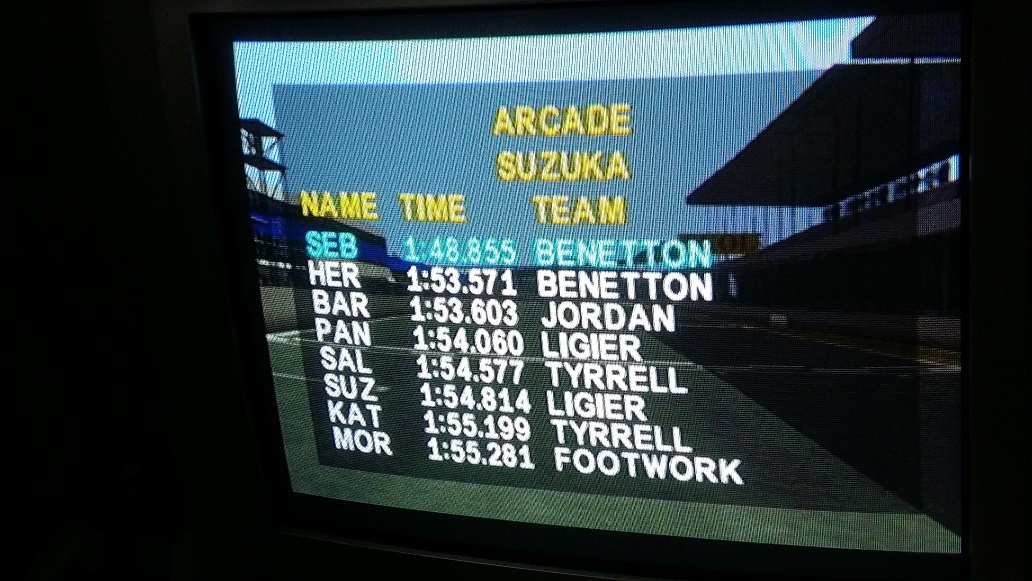 ARCADE
SUZUKA
NAME TIME TEAM
SEB 1:48.855 BENETTON
HER 1:53.571 BENETTON
BAR 1:53.603 JORDAN
PAN 1:54.060 LIGIER
SAL 1:54.577 TYRRELL
SUZ 1:54.814 LIGIER
KAT 1:55.199 TYRRELL
MOR 1:55.281 FOOTWORK